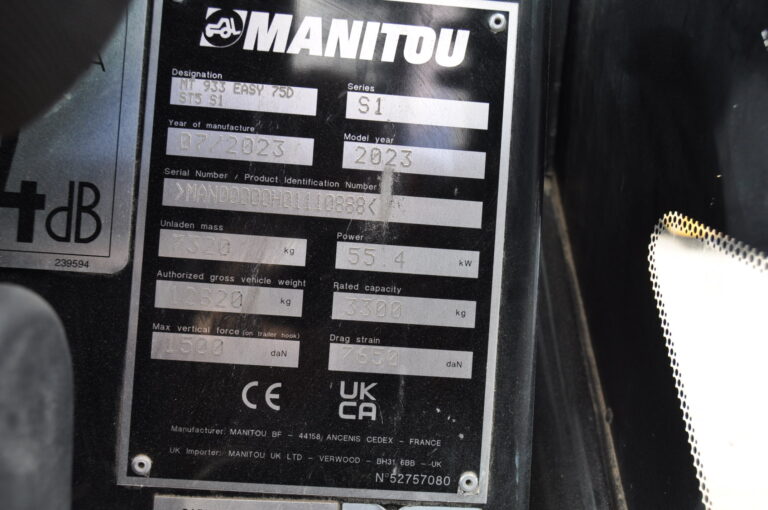 MANITOU
Designation
MT 933 EASY 75D
ST5 S1
Series
S1
Year of manufacture
07/2023
Model year
2023
Serial Number / Product Identification Number
Unladen mass
kg
Power
55.4 kW
Authorized gross vehicle weight
12620 kg
Rated capacity
3300 kg
Max vertical force (on trailer hook)
1500 daN
Drag strain
7650 daN
CE
UK
CA
Manufacturer: MANITOU BF - 44158 ANCENIS CEDEX - FRANCE
UK Importer: MANITOU UK LTD - VERWOOD - BH31 6BB - UK
N°52757080
A
4dB
239594